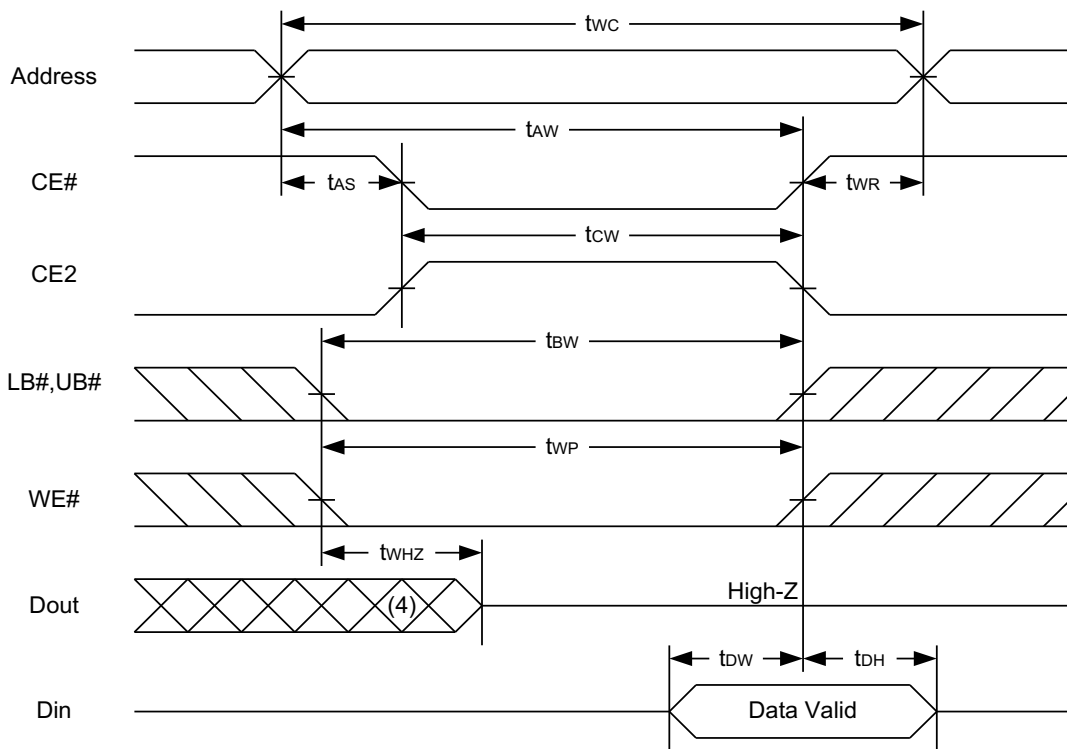 tWC
Address
tAW
CE#
tAS
tWR
tCW
CE2
tBW
LB#,UB#
tWP
WE#
tWHZ
Dout
(4)
High-Z
tDW
tDH
Din
Data Valid